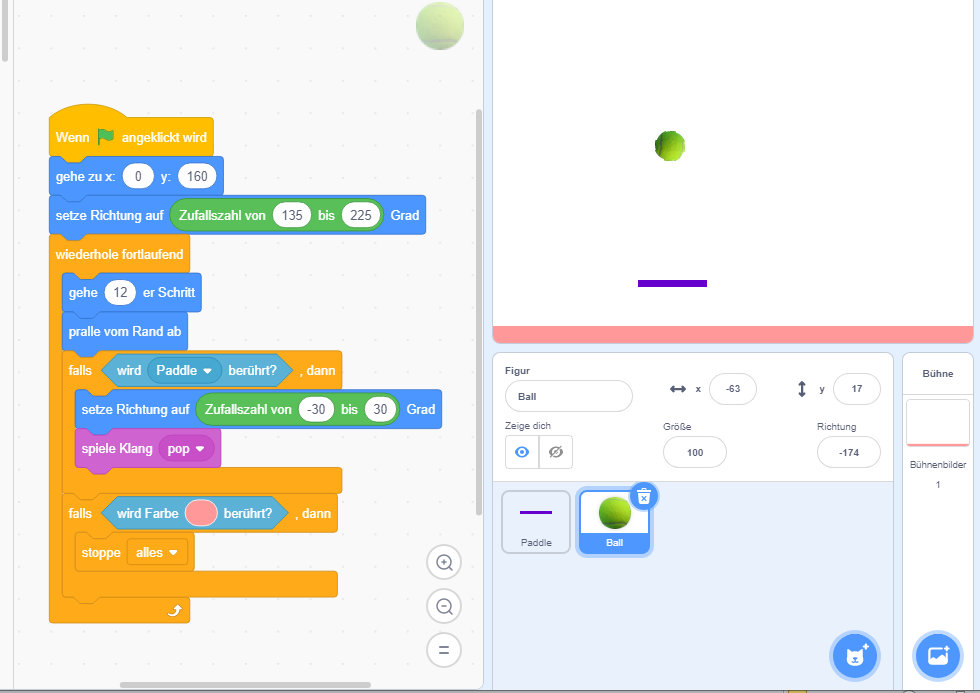 Wenn angeklickt wird
gehe zu x: 0 y: 160
setze Richtung auf Zufallszahl von 135 bis 225 Grad
wiederhole fortlaufend
gehe 12 er Schritt
pralle vom Rand ab
falls wird Paddle berührt? , dann
setze Richtung auf Zufallszahl von -30 bis 30 Grad
spiele Klang pop
falls wird Farbe berührt? , dann
stoppe alles
Figur
Ball
x -63
y 17
Zeige dich
Größe
100
Richtung
-174
Paddle
Ball
Bühne
Bühnenbilder
1